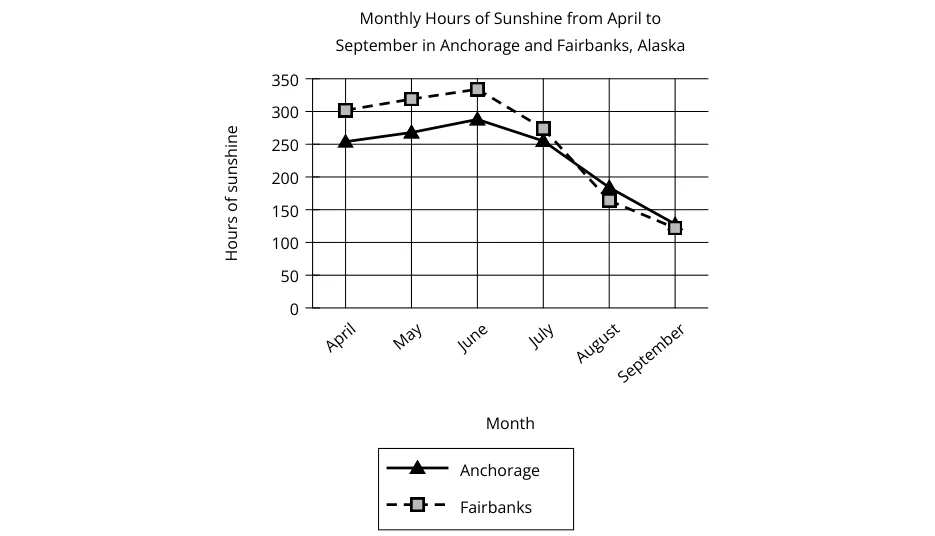 Monthly Hours of Sunshine from April to
September in Anchorage and Fairbanks, Alaska
Hours of sunshine
350
300
250
200
150
100
50
0
April
May
June
July
August
September
Month
Anchorage
Fairbanks